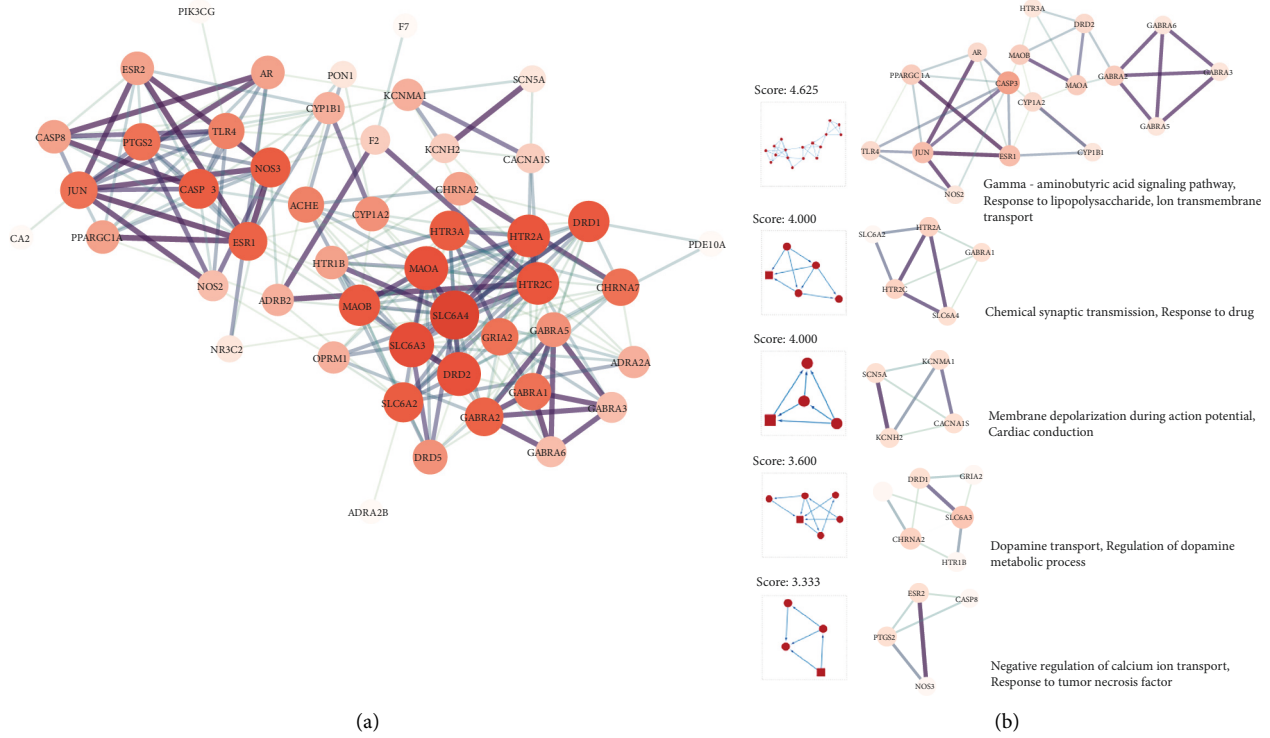 PIK3CG
F7
ESR2
AR
PON1
SCN5A
KCNMA1
CYP1B1
CASP8
PTGS2
TLR4
F2
KCNH2
CACNA1S
NOS3
JUN
CASP 3
CHRNA2
ACHE
CYP1A2
DRD1
CA2
PPARGC1A
ESR1
HTR3A
HTR2A
PDE10A
HTR1B
MAOA
NOS2
ADRB2
MAOB
HTR2C
CHRNA7
SLC6A4
GRIA2
GABRA5
NR3C2
OPRM1
SLC6A3
ADRA2A
DRD2
SLC6A2
GABRA1
GABRA2
GABRA3
DRD5
GABRA6
ADRA2B
(a)
Score: 4.625
HTR3A
DRD2
GABRA6
AR
MAOB
PPARGC 1A
CASP3
GABRA2
GABRA3
MAOA
CYP1A2
GABRA5
TLR4
JUN
ESR1
CYP1B1
NOS2
Gamma - aminobutyric acid signaling pathway,
Response to lipopolysaccharide, lon transmembrane
transport
Score: 4.000
SLC6A2
HTR2A
GABRA1
HTR2C
SLC6A4
Chemical synaptic transmission, Response to drug
Score: 4.000
KCNMA1
SCN5A
CACNA1S
KCNH2
Membrane depolarization during action potential,
Cardiac conduction
Score: 3.600
DRD1
GRIA2
SLC6A3
CHRNA2
HTR1B
Dopamine transport, Regulation of dopamine
metabolic process
Score: 3.333
ESR2
CASP8
PTGS2
NOS3
Negative regulation of calcium ion transport,
Response to tumor necrosis factor
(b)